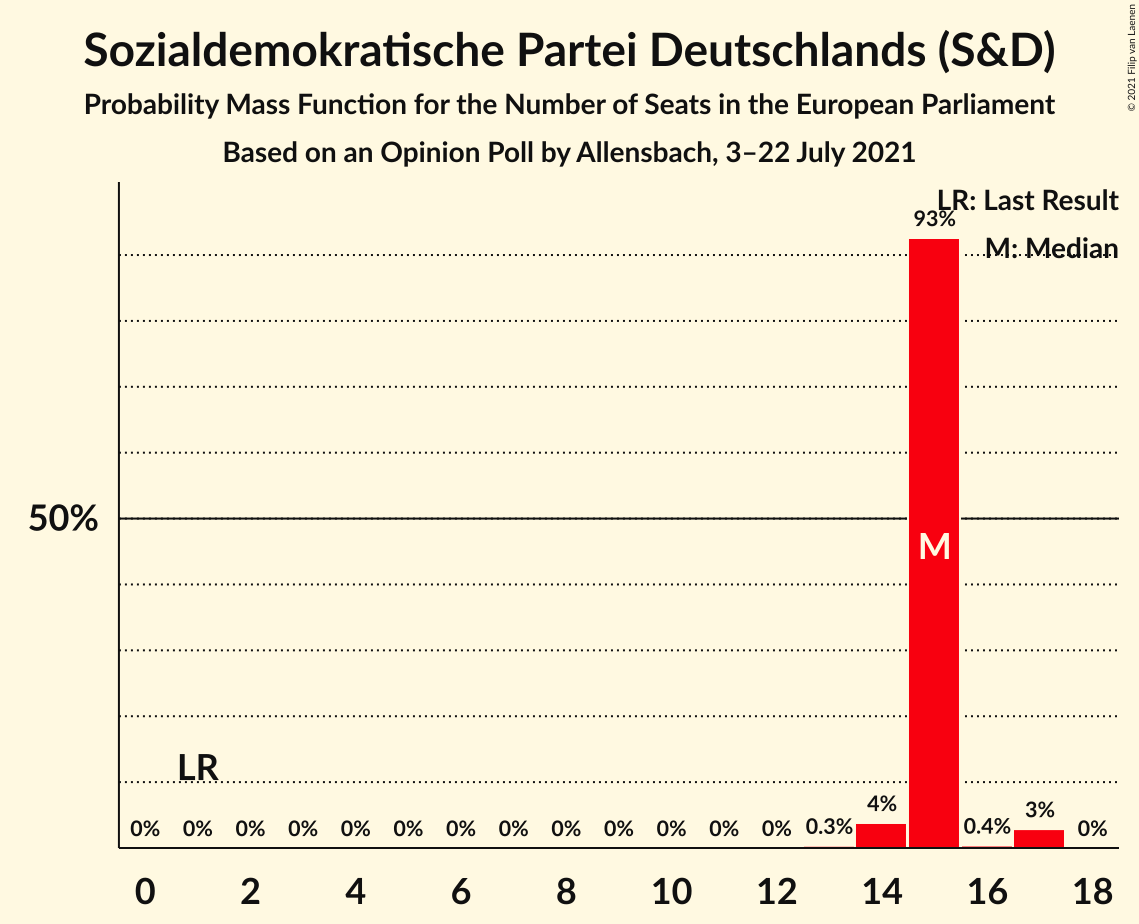 Sozialdemokratische Partei Deutschlands (S&D)
Probability Mass Function for the Number of Seats in the European Parliament
Based on an Opinion Poll by Allensbach, 3–22 July 2021
© 2021 Filip van Laenen
LR: Last Result
93%
M: Median
50%
M
LR
0% 0% 0% 0% 0% 0% 0% 0% 0% 0% 0% 0% 0% 0.3% 4% 0.4% 3% 0%
0 2 4 6 8 10 12 14 16 18